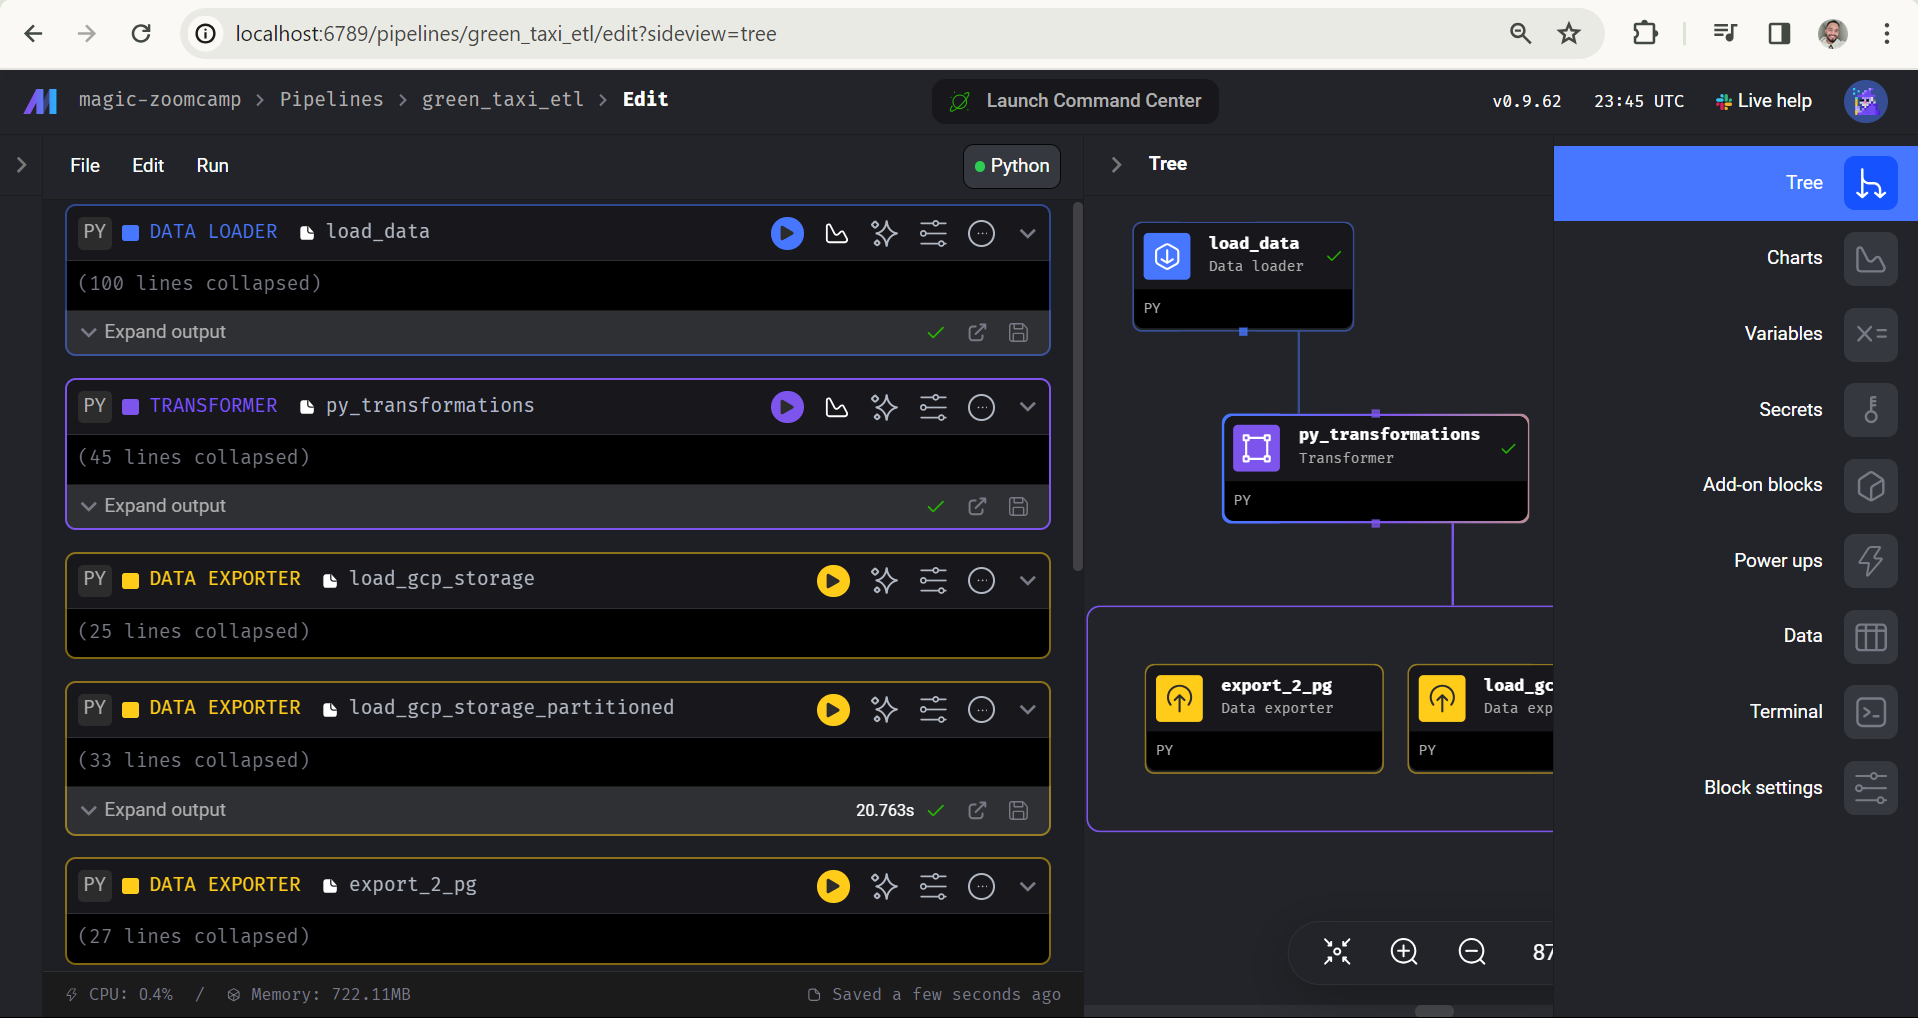 localhost:6789/pipelines/green_taxi_etl/edit?sideview=tree
magic-zoomcamp > Pipelines > green_taxi_etl > Edit
Launch Command Center
v0.9.62
23:45 UTC
Live help
File
Edit
Run
Python
PY DATA LOADER load_data
(100 lines collapsed)
Expand output
PY TRANSFORMER py_transformations
(45 lines collapsed)
Expand output
PY DATA EXPORTER load_gcp_storage
(25 lines collapsed)
PY DATA EXPORTER load_gcp_storage_partitioned
(33 lines collapsed)
Expand output 20.763s
PY DATA EXPORTER export_2_pg
(27 lines collapsed)
CPU: 0.4% / Memory: 722.11MB
Saved a few seconds ago
Tree
load_data
Data loader
PY
py_transformations
Transformer
PY
export_2_pg
Data exporter
PY
load_gc
Data exp
PY
87
Tree
Charts
Variables
Secrets
Add-on blocks
Power ups
Data
Terminal
Block settings